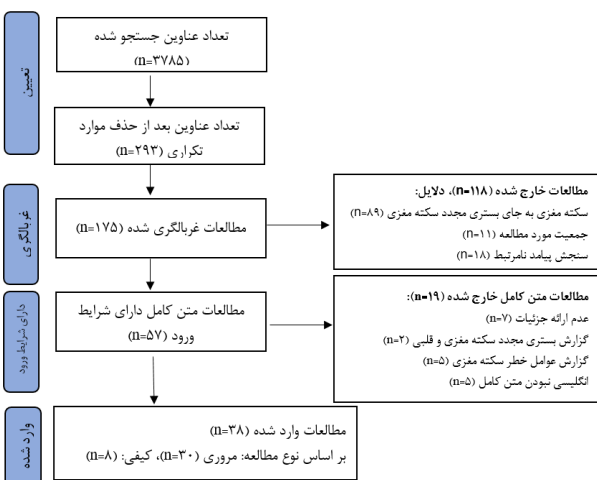 تعیین
تعداد عناوین جستجو شده
(n=۳۷۸۵)
تعداد عناوین بعد از حذف موارد
تکراری (n=۲۹۳)
غربالگری
مطالعات غربالگری شده (n=۱۷۵)
مطالعات خارج شده (n=۱۱۸)، دلایل:
سکته مغزی به جای بستری مجدد سکته مغزی (n=۸۹)
جمعیت مورد مطالعه (n=۱۱)
سنجش پیامد نامرتبط (n=۱۸)
دارای شرایط ورود
مطالعات متن کامل دارای شرایط
ورود (n=۵۷)
مطالعات متن کامل خارج شده (n=۱۹):
عدم ارائه جزئیات (n=۷)
گزارش بستری مجدد سکته مغزی و قلبی (n=۲)
گزارش عوامل خطر سکته مغزی (n=۵)
انگلیسی نبودن متن کامل (n=۵)
وارد شده
مطالعات وارد شده (n=۳۸)
بر اساس نوع مطالعه: مروری (n=۳۰)، کیفی: (n=۸)